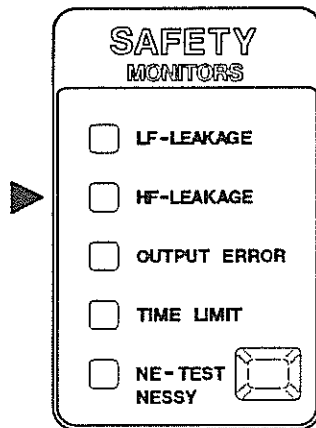 SAFETY
MONITORS
LF-LEAKAGE
HF-LEAKAGE
OUTPUT ERROR
TIME LIMIT
NE-TEST
NESSY